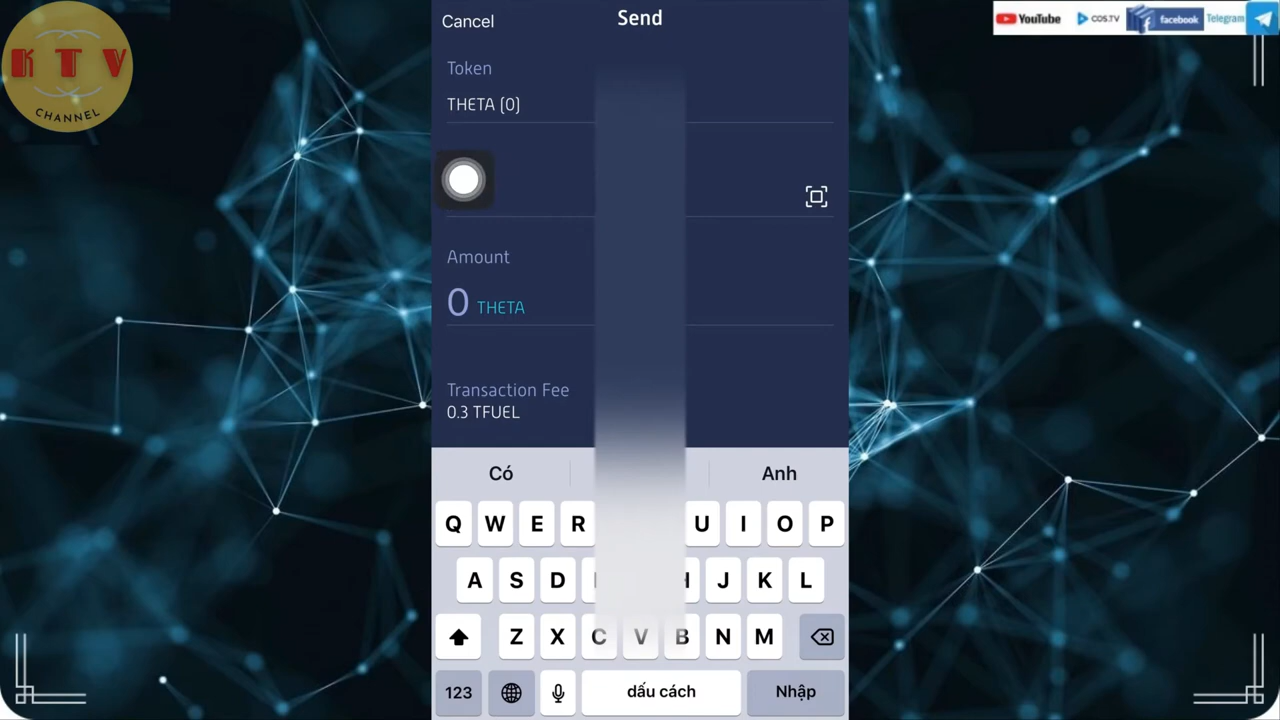 K T V
CHANNEL
YouTube
COS.TV
facebook
Telegram
Cancel
Send
Token
THETA (0)
Amount
0 THETA
Transaction Fee
0.3 TFUEL
Có
Anh
Q W E R U I O P
A S D J K L
Z X C V B N M
123
dấu cách
Nhập